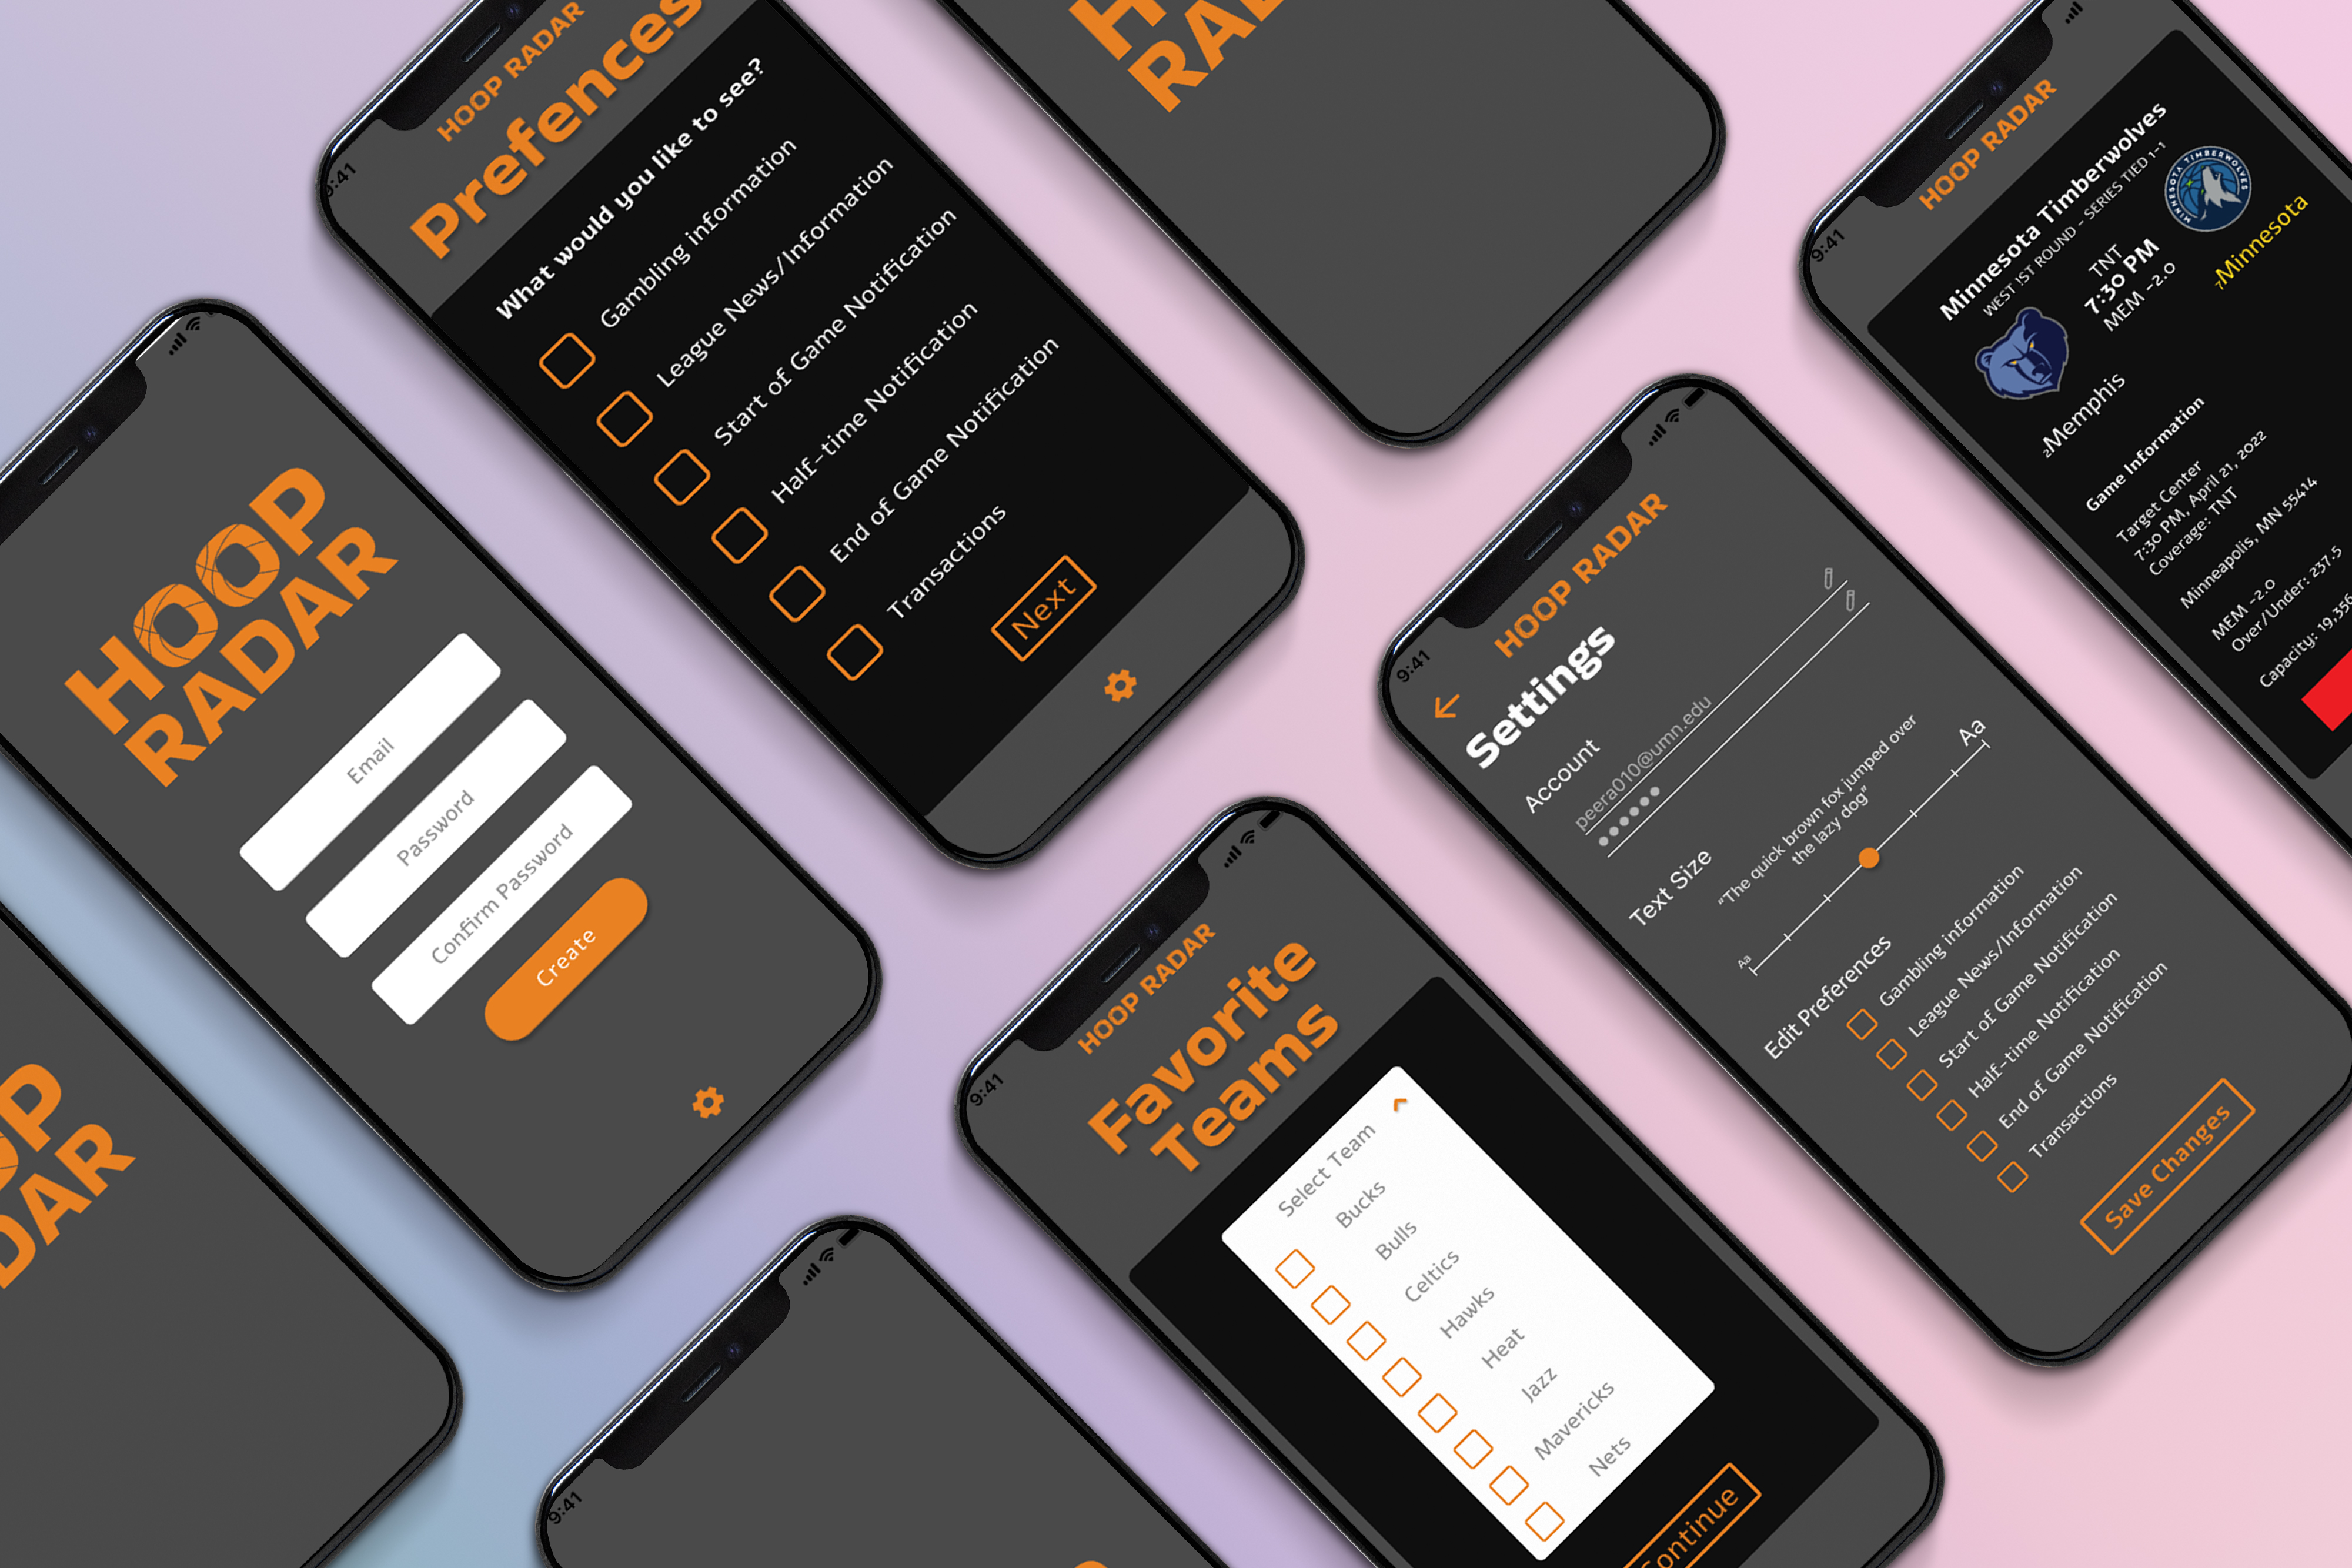 9:41
HOOP RADAR
Prefences
What would you like to see?
Gambling information
League News/Information
Start of Game Notification
Half-time Notification
End of Game Notification
Transactions
Next
RA
9:41
HOOP RADAR
Minnesota Timberwolves
WEST 1ST ROUND - SERIES TIED 1-1
MINNESOTA TIMBERWOLVES
TNT
7:30 PM
MEM -2.0
7Minnesota
2Memphis
Game Information
Target Center
7:30 PM, April 21, 2022
Coverage: TNT
Minneapolis, MN 55414
MEM -2.0
Over/Under: 237.5
Capacity: 19,356
HOOP
RADAR
Email
Password
Confirm Password
Create
9:41
HOOP RADAR
Settings
Account
peera010@umn.edu
Text Size
"The quick brown fox jumped over
the lazy dog"
Aa
Aa
Edit Preferences
Gambling information
League News/Information
Start of Game Notification
Half-time Notification
End of Game Notification
Transactions
Save Changes
9:41
HOOP RADAR
Favorite
Teams
Select Team
Bucks
Bulls
Celtics
Hawks
Heat
Jazz
Mavericks
Nets
Continue
OP
DAR
9:41